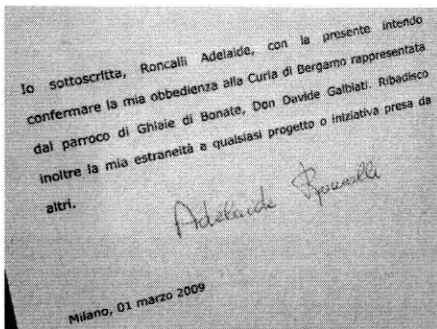 Io sottoscritta, Roncalli Adelaide, con la presente intendo
confermare la mia obbedienza alla Curia di Bergamo rappresentata
dal parroco di Ghiaie di Bonate, Don Davide Galbiati. Ribadisco
inoltre la mia estraneità a qualsiasi progetto o iniziativa presa da
altri.
Adelaide Roncalli
Milano, 01 marzo 2009